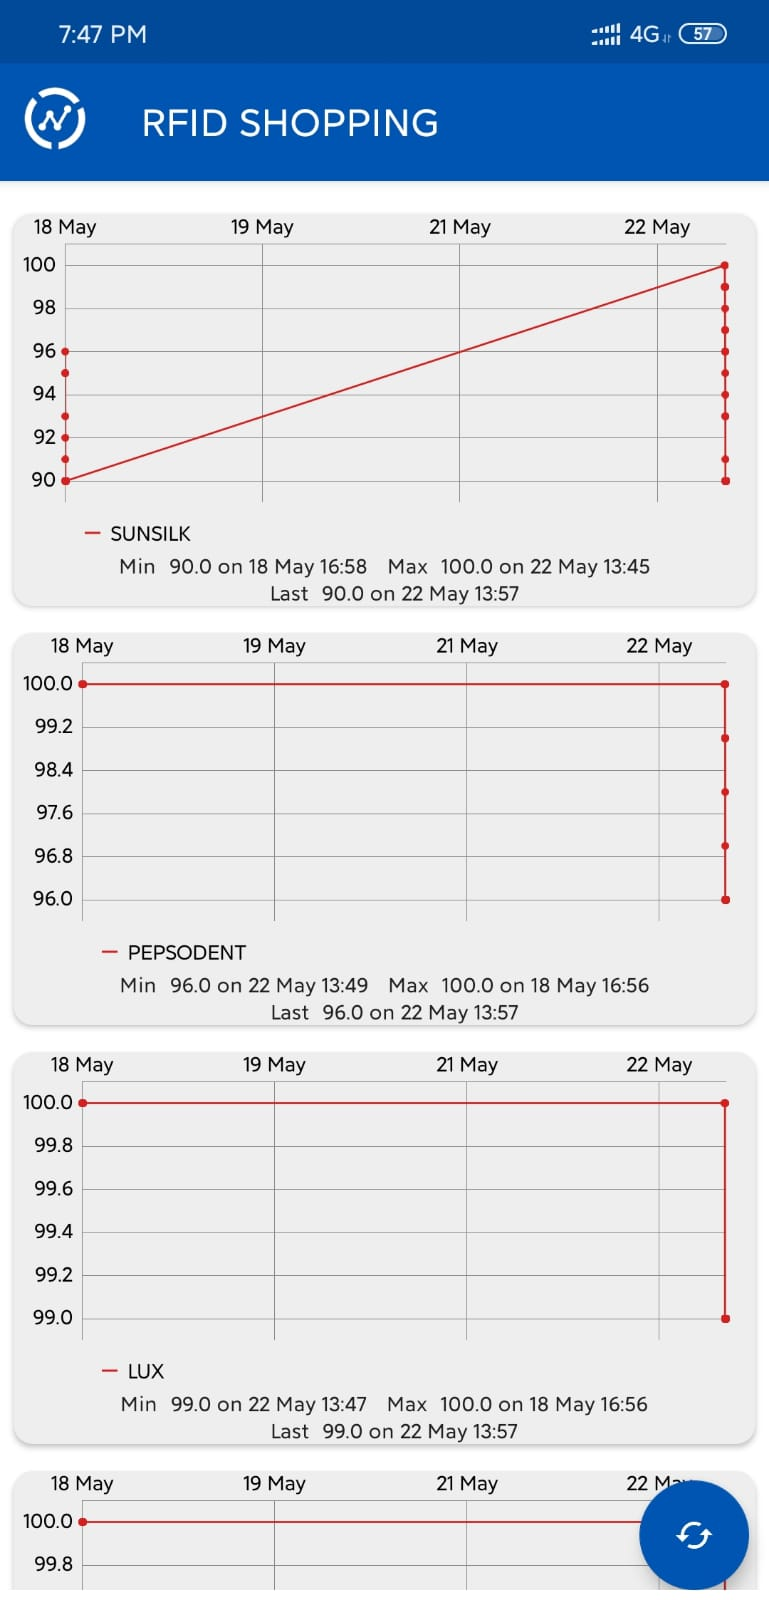 7:47 PM 4G 57
RFID SHOPPING
18 May 19 May 21 May 22 May
100
98
96
94
92
90
SUNSILK
Min 90.0 on 18 May 16:58 Max 100.0 on 22 May 13:45
Last 90.0 on 22 May 13:57
18 May 19 May 21 May 22 May
100.0
99.2
98.4
97.6
96.8
96.0
PEPSODENT
Min 96.0 on 22 May 13:49 Max 100.0 on 18 May 16:56
Last 96.0 on 22 May 13:57
18 May 19 May 21 May 22 May
100.0
99.8
99.6
99.4
99.2
99.0
LUX
Min 99.0 on 22 May 13:47 Max 100.0 on 18 May 16:56
Last 99.0 on 22 May 13:57
18 May 19 May 21 May 22 May
100.0
99.8